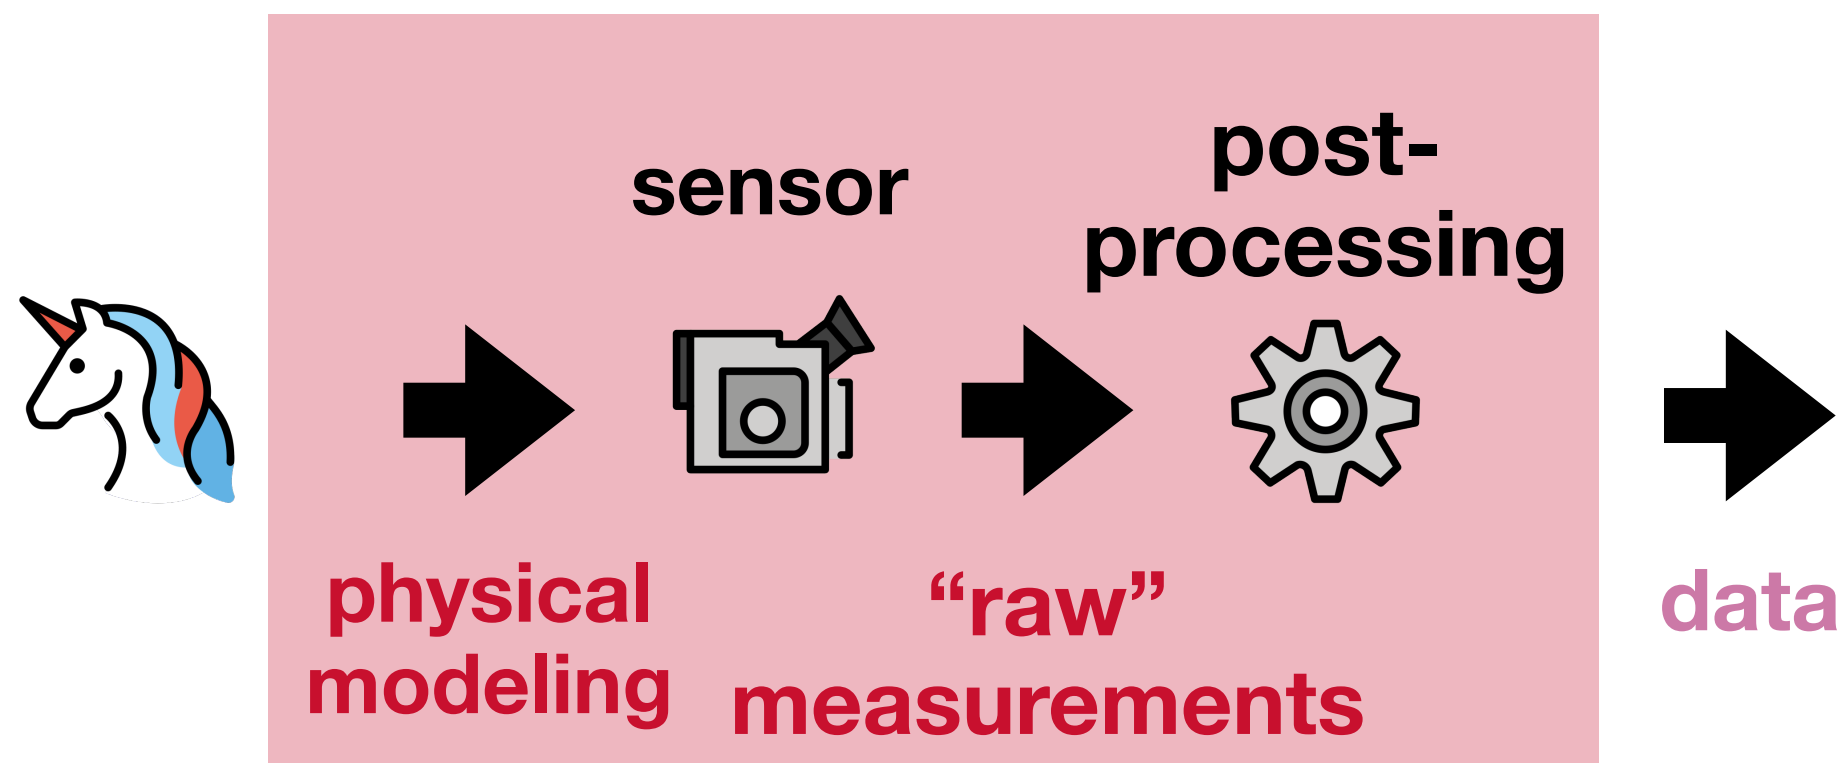 sensor
post-
processing
physical
modeling
“raw”
measurements
data